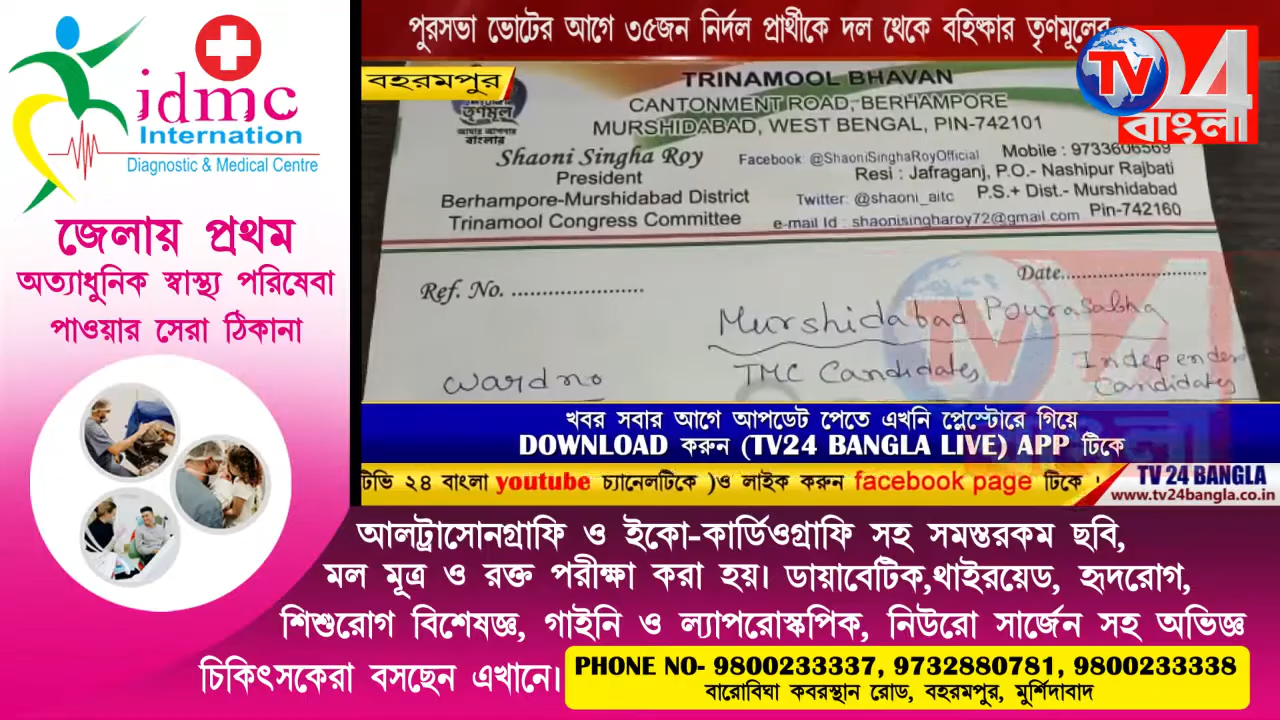 idmc
Internation
Diagnostic & Medical Centre
জেলায় প্রথম
অত্যাধুনিক স্বাস্থ্য পরিষেবা
পাওয়ার সেরা ঠিকানা
পুরসভা ভোটের আগে ৩৫জন নির্দল প্রার্থীকে দল থেকে বহিষ্কার তৃণমূলের
বহরমপুর
TV 24
বাংলা
তৃণমূল
আমার আপনার
বাংলার
TRINAMOOL BHAVAN
CANTONMENT ROAD, BERHAMPORE
MURSHIDABAD, WEST BENGAL, PIN-742101
Shaoni Singha Roy
President
Berhampore-Murshidabad District
Trinamool Congress Committee
Facebook: @ShaoniSinghaRoyOfficial
Twitter: @shaoni_aitc
e-mail Id : shaonisingharoy72@gmail.com
Mobile : 9733606569
Resi : Jafraganj, P.O.- Nashipur Rajbati
P.S.+ Dist.- Murshidabad
Pin-742160
Ref. No. ......................
Date...........................
Murshidabad Pourasabha
Ward no TMC Candidates Independent
Candidates
খবর সবার আগে আপডেট পেতে এখনি প্লেস্টোরে গিয়ে
DOWNLOAD করুন (TV24 BANGLA LIVE) APP টিকে
টিভি ২৪ বাংলা youtube চ্যানেলটিকে )ও লাইক করুন facebook page টিকে
TV 24 BANGLA
www.tv24bangla.co.in
আলট্রাসোনগ্রাফি ও ইকো-কার্ডিওগ্রাফি সহ সমস্তরকম ছবি,
মল মূত্র ও রক্ত পরীক্ষা করা হয়। ডায়াবেটিক,থাইরয়েড, হৃদরোগ,
শিশুরোগ বিশেষজ্ঞ, গাইনি ও ল্যাপরোস্কপিক, নিউরো সার্জেন সহ অভিজ্ঞ
চিকিৎসকেরা বসছেন এখানে।
PHONE NO- 9800233337, 9732880781, 9800233338
বারোবিঘা কবরস্থান রোড, বহরমপুর, মুর্শিদাবাদ